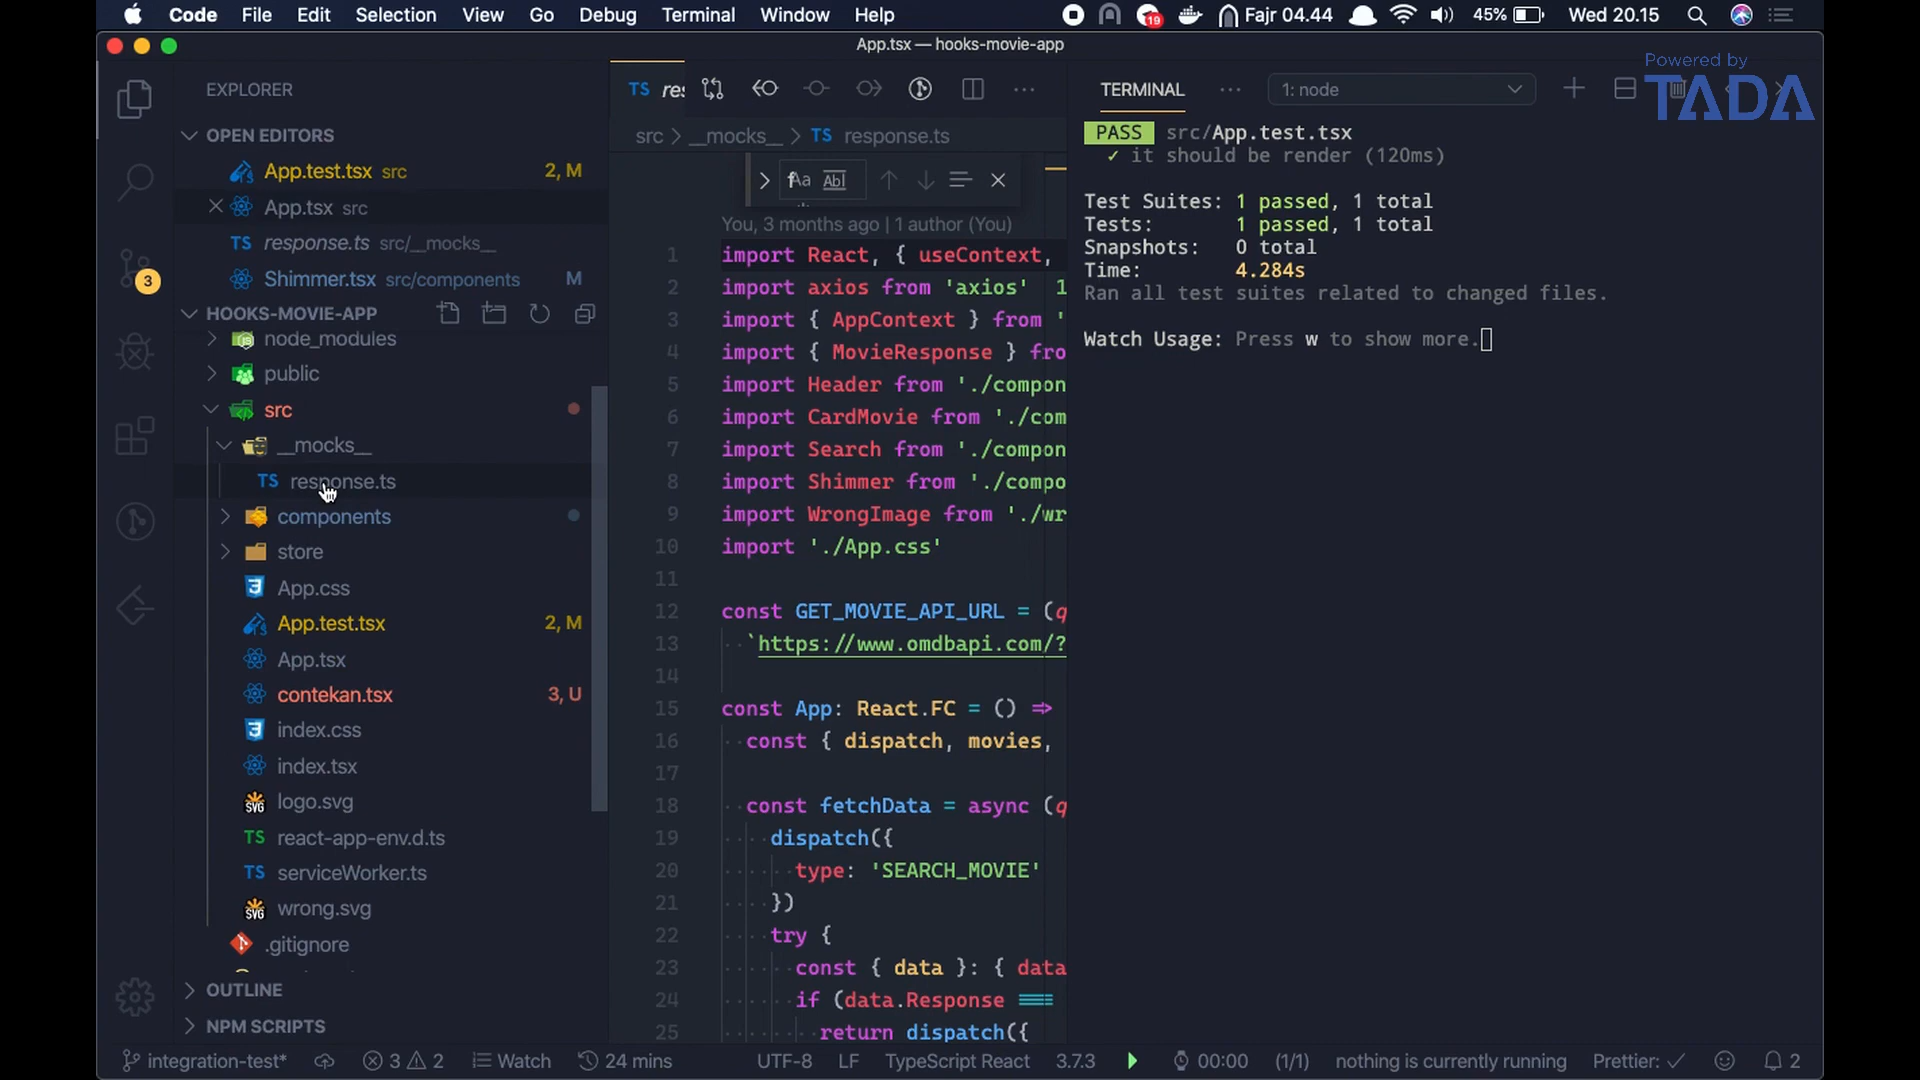 Code File Edit Selection View Go Debug Terminal Window Help
19 Fajr 04.44 45% Wed 20.15
App.tsx — hooks-movie-app
Powered by
TADA
EXPLORER
OPEN EDITORS
App.test.tsx src 2, M
App.tsx src
response.ts src/__mocks__
Shimmer.tsx src/components M
HOOKS-MOVIE-APP
node_modules
public
src
__mocks__
TS response.ts
components
store
App.css
App.test.tsx 2, M
App.tsx
contekan.tsx 3, U
index.css
index.tsx
SVG logo.svg
TS react-app-env.d.ts
TS serviceWorker.ts
SVG wrong.svg
.gitignore
OUTLINE
NPM SCRIPTS
3
TS res
src > __mocks__ > TS response.ts
Aa Abl
You, 3 months ago | 1 author (You)
1 import React, { useContext,
2 import axios from 'axios' 1
3 import { AppContext } from '
4 import { MovieResponse } fro
5 import Header from './compon
6 import CardMovie from './com
7 import Search from './compon
8 import Shimmer from './compo
9 import WrongImage from './wr
10 import './App.css'
11
12 const GET_MOVIE_API_URL = (q
13 `https://www.omdbapi.com/?
14
15 const App: React.FC = () =>
16 const { dispatch, movies,
17
18 const fetchData = async (q
19 dispatch({
20 type: 'SEARCH_MOVIE'
21 })
22 try {
23 const { data }: { data
24 if (data.Response ===
25 return dispatch({
TERMINAL ··· 1: node
PASS src/App.test.tsx
✓ it should be render (120ms)
Test Suites: 1 passed, 1 total
Tests: 1 passed, 1 total
Snapshots: 0 total
Time: 4.284s
Ran all test suites related to changed files.
Watch Usage: Press w to show more.
integration-test* 3 2 Watch 24 mins UTF-8 LF TypeScript React 3.7.3 00:00 (1/1) nothing is currently running Prettier: ✓ 2